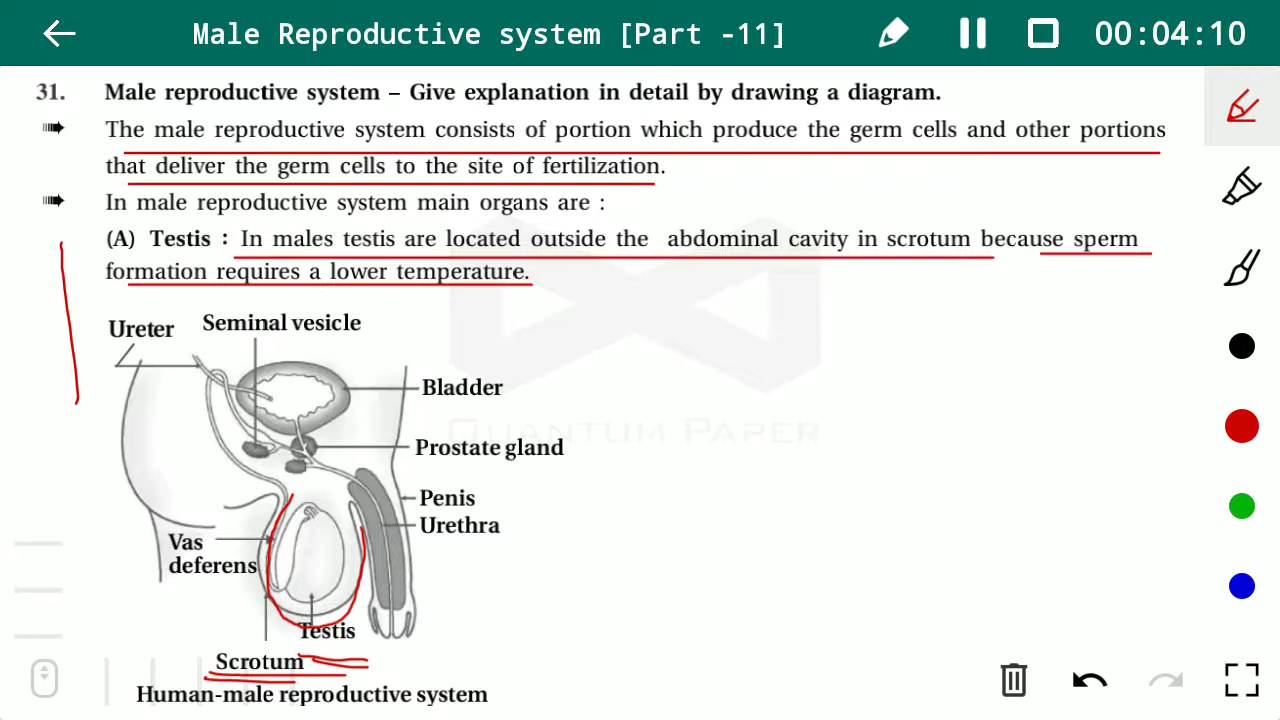 Male Reproductive system [Part -11]
00:04:10
31. Male reproductive system – Give explanation in detail by drawing a diagram.
➠ The male reproductive system consists of portion which produce the germ cells and other portions
that deliver the germ cells to the site of fertilization.
➠ In male reproductive system main organs are :
(A) Testis : In males testis are located outside the abdominal cavity in scrotum because sperm
formation requires a lower temperature.
Ureter
Seminal vesicle
Bladder
QUANTUM PAPER
Prostate gland
Penis
Urethra
Vas
deferens
Testis
Scrotum
Human-male reproductive system